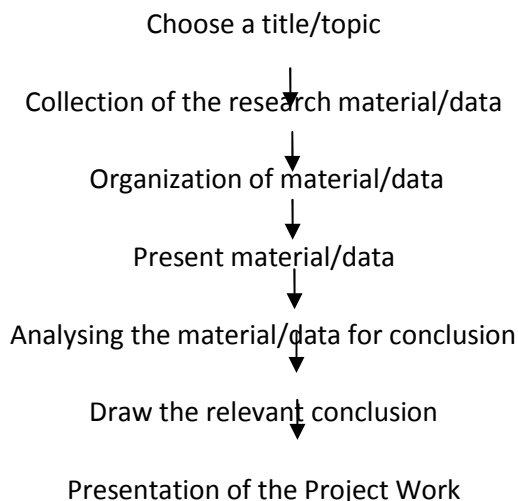 Choose a title/topic
Collection of the research material/data
Organization of material/data
Present material/data
Analysing the material/data for conclusion
Draw the relevant conclusion
Presentation of the Project Work